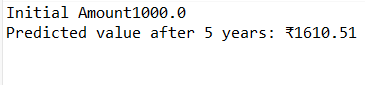 Initial Amount1000.0
Predicted value after 5 years: ₹1610.51